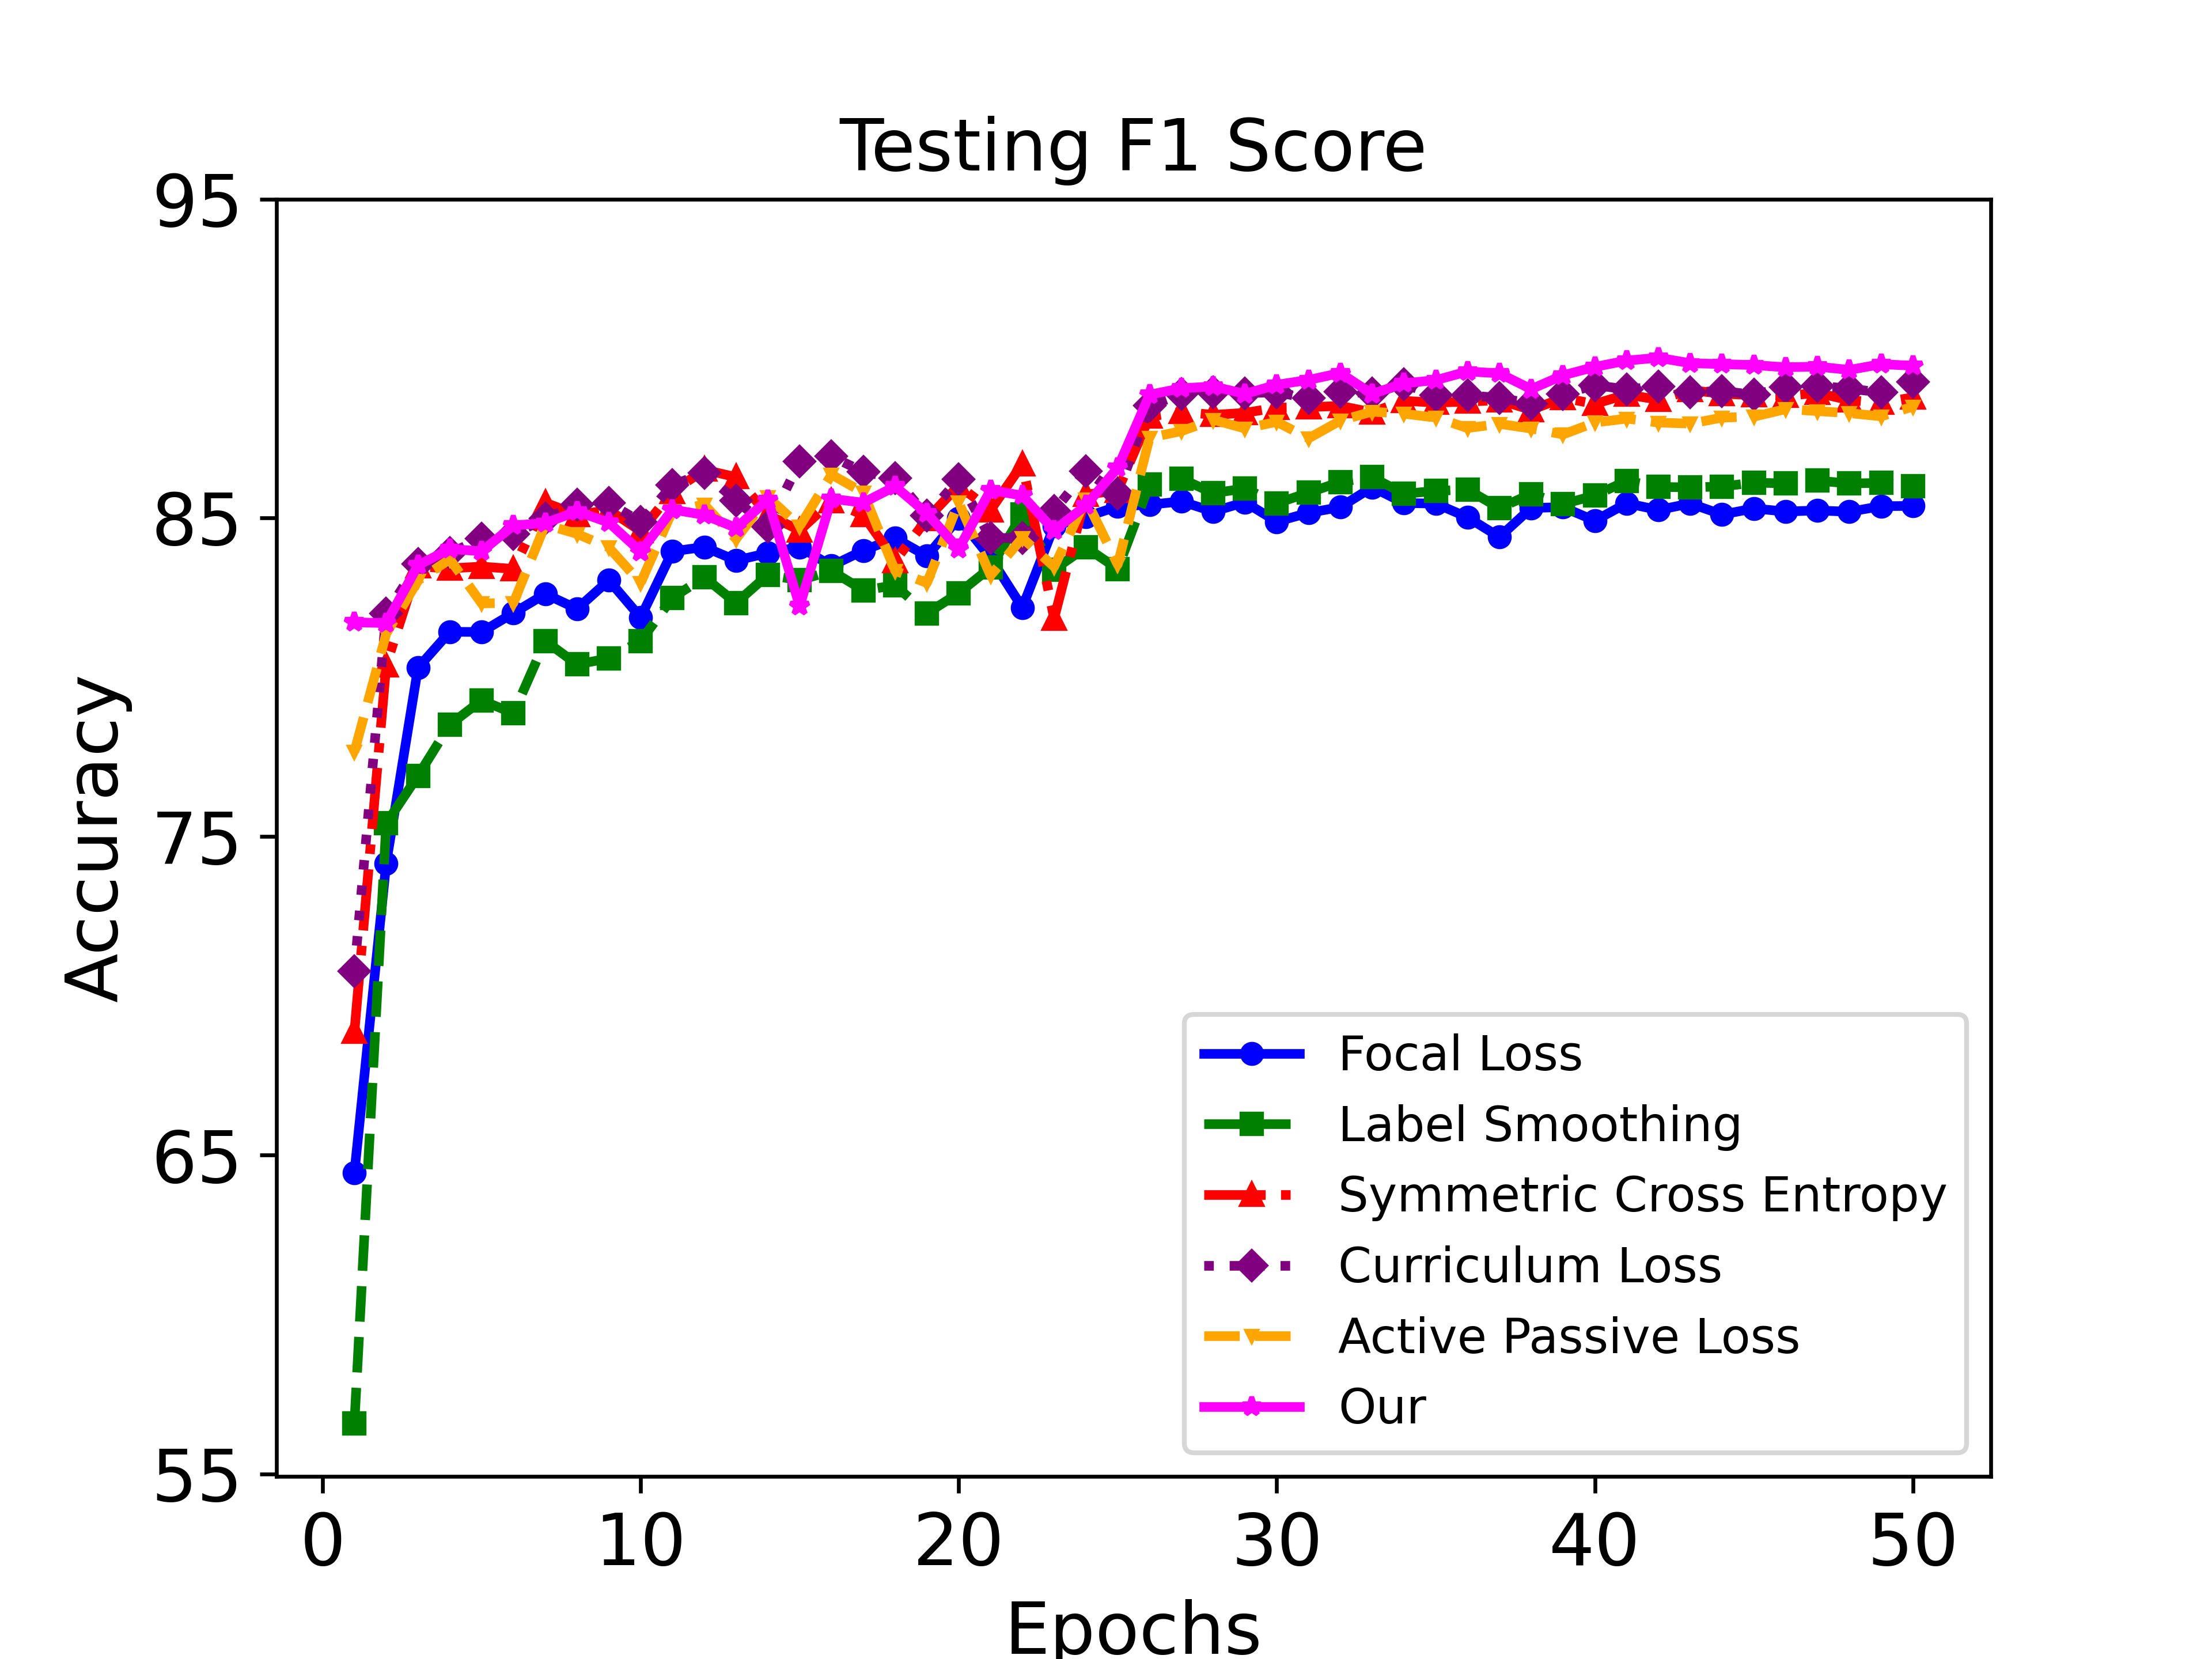 Testing F1 Score
95
85
75
65
55
Accuracy
0 10 20 30 40 50
Epochs
Focal Loss
Label Smoothing
Symmetric Cross Entropy
Curriculum Loss
Active Passive Loss
Our